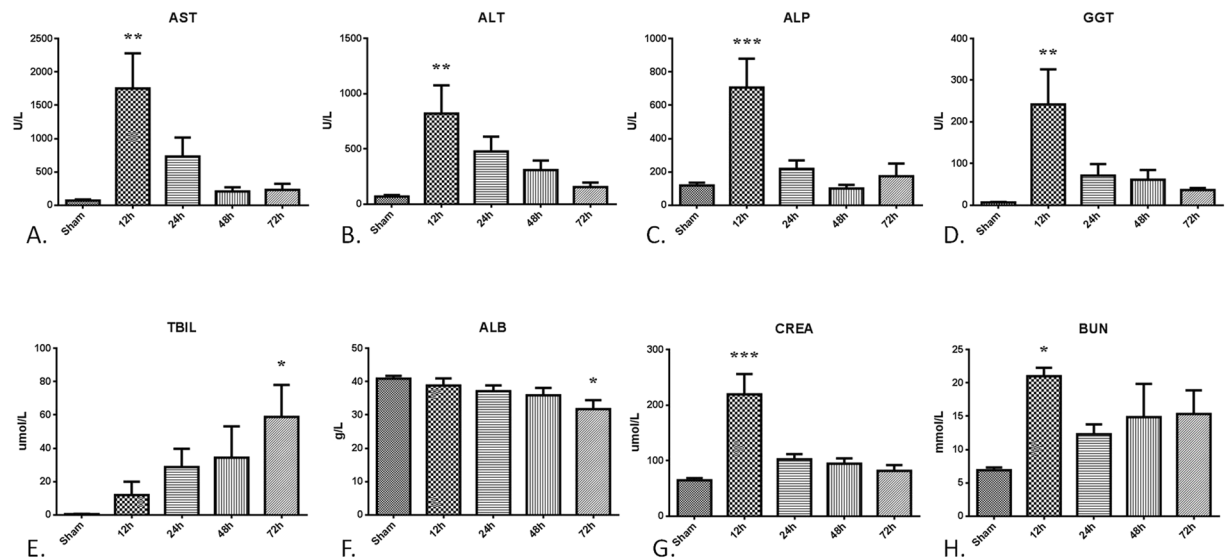 AST
**
2500
2000
1500
1000
500
0
U/L
Sham
12h
24h
48h
72h
A.
ALT
**
1500
1000
500
0
U/L
Sham
12h
24h
48h
72h
B.
ALP
***
1000
800
600
400
200
0
U/L
Sham
12h
24h
48h
72h
C.
GGT
**
400
300
200
100
0
U/L
Sham
12h
24h
48h
72h
D.
TBIL
*
100
80
60
40
20
0
umol/L
Sham
12h
24h
48h
72h
E.
ALB
*
50
40
30
20
10
0
g/L
Sham
12h
24h
48h
72h
F.
CREA
***
300
200
100
0
umol/L
Sham
12h
24h
48h
72h
G.
BUN
*
25
20
15
10
5
0
mmol/L
Sham
12h
24h
48h
72h
H.